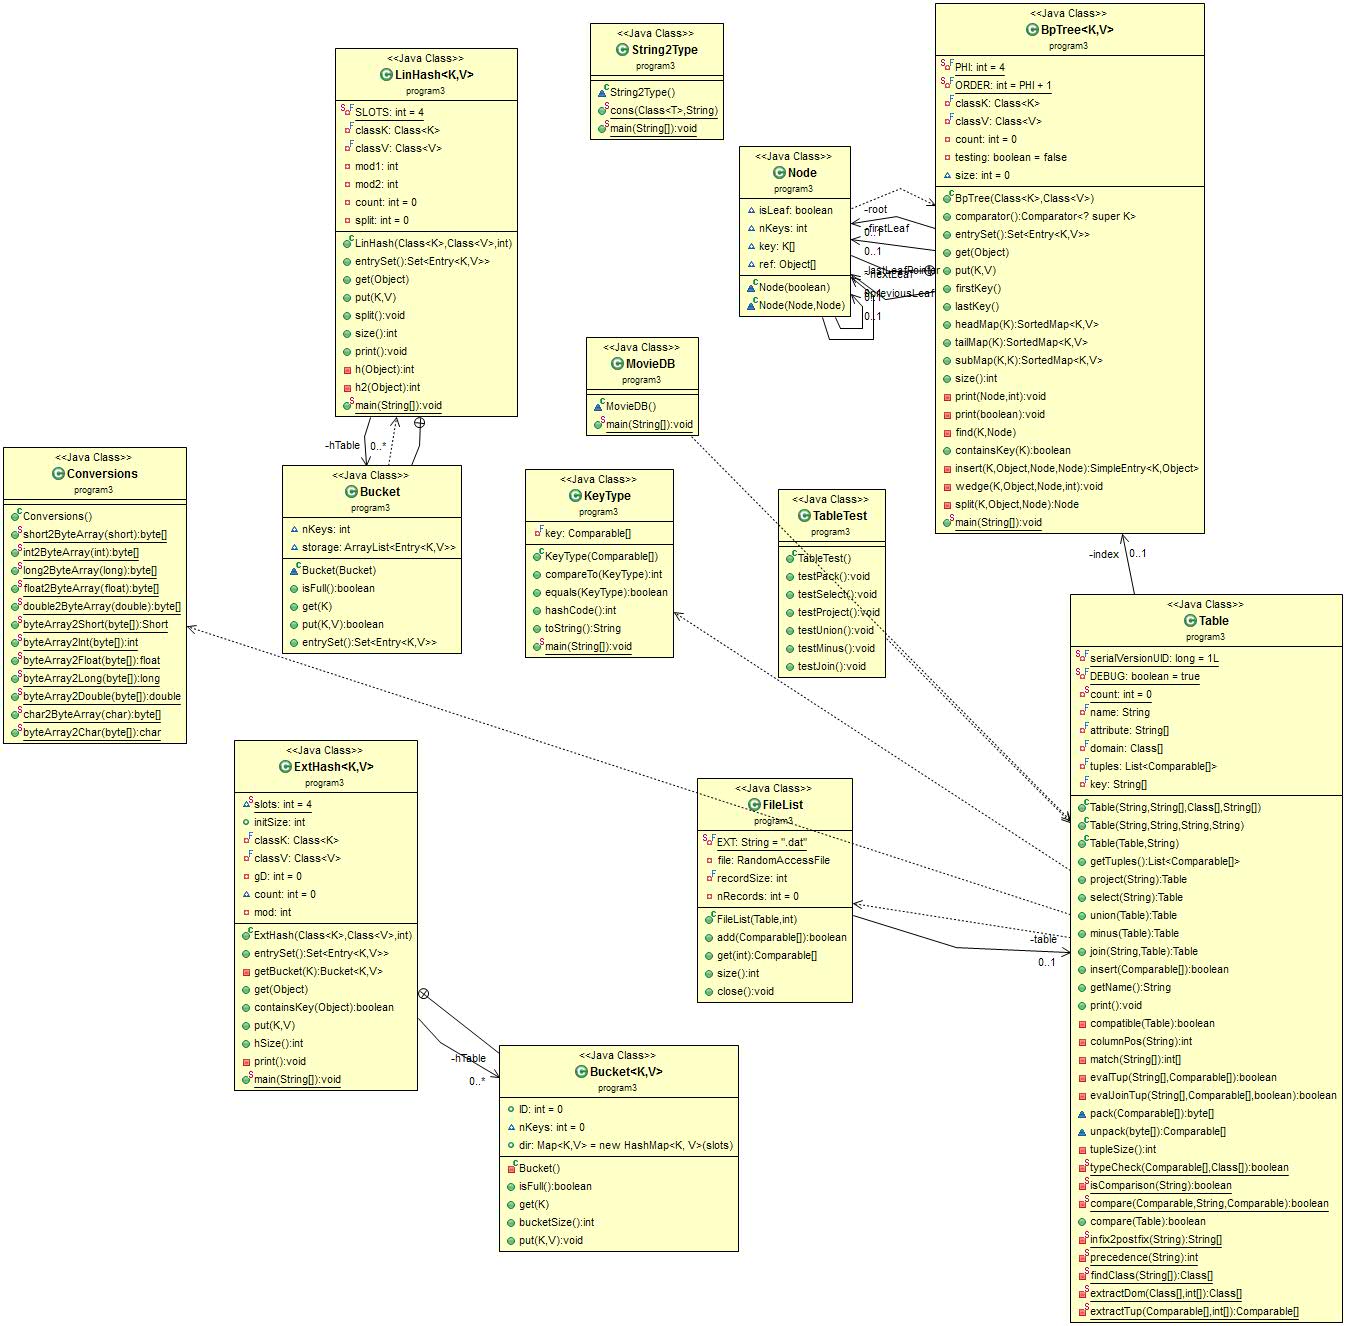 <<Java Class>>
LinHash<K,V>
program3
SLOTS: int = 4
classK: Class<K>
classV: Class<V>
mod1: int
mod2: int
count: int = 0
split: int = 0
LinHash(Class<K>,Class<V>,int)
entrySet():Set<Entry<K,V>>
get(Object)
put(K,V)
split():void
size():int
print():void
h(Object):int
h2(Object):int
main(String[]):void
-hTable
0..*
<<Java Class>>
String2Type
program3
String2Type()
cons(Class<T>,String)
main(String[]):void
<<Java Class>>
Node
program3
isLeaf: boolean
nKeys: int
key: K[]
ref: Object[]
Node(boolean)
Node(Node,Node)
-root
-firstLeaf
0..1
0..1
-lastLeafPointer
-nextLeaf
-previousLeaf
0..1
0..1
<<Java Class>>
BpTree<K,V>
program3
PHI: int = 4
ORDER: int = PHI + 1
classK: Class<K>
classV: Class<V>
count: int = 0
testing: boolean = false
size: int = 0
BpTree(Class<K>,Class<V>)
comparator():Comparator<? super K>
entrySet():Set<Entry<K,V>>
get(Object)
put(K,V)
firstKey()
lastKey()
headMap(K):SortedMap<K,V>
tailMap(K):SortedMap<K,V>
subMap(K,K):SortedMap<K,V>
size():int
print(Node,int):void
print(boolean):void
find(K,Node)
containsKey(K):boolean
insert(K,Object,Node,Node):SimpleEntry<K,Object>
wedge(K,Object,Node,int):void
split(K,Object,Node):Node
main(String[]):void
-index
0..1
<<Java Class>>
MovieDB
program3
MovieDB()
main(String[]):void
<<Java Class>>
Conversions
program3
Conversions()
short2ByteArray(short):byte[]
int2ByteArray(int):byte[]
long2ByteArray(long):byte[]
float2ByteArray(float):byte[]
double2ByteArray(double):byte[]
byteArray2Short(byte[]):Short
byteArray2Int(byte[]):int
byteArray2Float(byte[]):float
byteArray2Long(byte[]):long
byteArray2Double(byte[]):double
char2ByteArray(char):byte[]
byteArray2Char(byte[]):char
<<Java Class>>
Bucket
program3
nKeys: int
storage: ArrayList<Entry<K,V>>
Bucket(Bucket)
isFull():boolean
get(K)
put(K,V):boolean
entrySet():Set<Entry<K,V>>
<<Java Class>>
KeyType
program3
key: Comparable[]
KeyType(Comparable[])
compareTo(KeyType):int
equals(KeyType):boolean
hashCode():int
toString():String
main(String[]):void
<<Java Class>>
TableTest
program3
TableTest()
testPack():void
testSelect():void
testProject():void
testUnion():void
testMinus():void
testJoin():void
<<Java Class>>
Table
program3
serialVersionUID: long = 1L
DEBUG: boolean = true
count: int = 0
name: String
attribute: String[]
domain: Class[]
tuples: List<Comparable[]>
key: String[]
Table(String,String[],Class[],String[])
Table(String,String,String,String)
Table(Table,String)
getTuples():List<Comparable[]>
project(String):Table
select(String):Table
union(Table):Table
minus(Table):Table
join(String,Table):Table
insert(Comparable[]):boolean
getName():String
print():void
compatible(Table):boolean
columnPos(String):int
match(String[]):int[]
evalTup(String[],Comparable[]):boolean
evalJoinTup(String[],Comparable[],boolean):boolean
pack(Comparable[]):byte[]
unpack(byte[]):Comparable[]
tupleSize():int
typeCheck(Comparable[],Class[]):boolean
isComparison(String):boolean
compare(Comparable,String,Comparable):boolean
compare(Table):boolean
infix2postfix(String):String[]
precedence(String):int
findClass(String[]):Class[]
extractDom(Class[],int[]):Class[]
extractTup(Comparable[],int[]):Comparable[]
<<Java Class>>
ExtHash<K,V>
program3
slots: int = 4
initSize: int
classK: Class<K>
classV: Class<V>
gD: int = 0
count: int = 0
mod: int
ExtHash(Class<K>,Class<V>,int)
entrySet():Set<Entry<K,V>>
getBucket(K):Bucket<K,V>
get(Object)
containsKey(Object):boolean
put(K,V)
hSize():int
print():void
main(String[]):void
-hTable
0..*
<<Java Class>>
FileList
program3
EXT: String = ".dat"
file: RandomAccessFile
recordSize: int
nRecords: int = 0
FileList(Table,int)
add(Comparable[]):boolean
get(int):Comparable[]
size():int
close():void
-table
0..1
<<Java Class>>
Bucket<K,V>
program3
ID: int = 0
nKeys: int = 0
dir: Map<K,V> = new HashMap<K, V>(slots)
Bucket()
isFull():boolean
get(K)
bucketSize():int
put(K,V):void